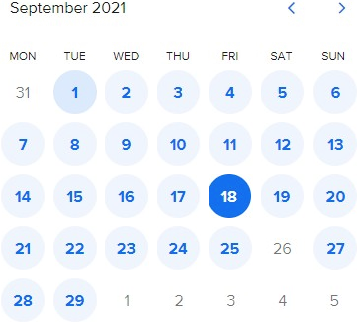 September 2021
MON TUE WED THU FRI SAT SUN
31 1 2 3 4 5 6
7 8 9 10 11 12 13
14 15 16 17 18 19 20
21 22 23 24 25 26 27
28 29 1 2 3 4 5